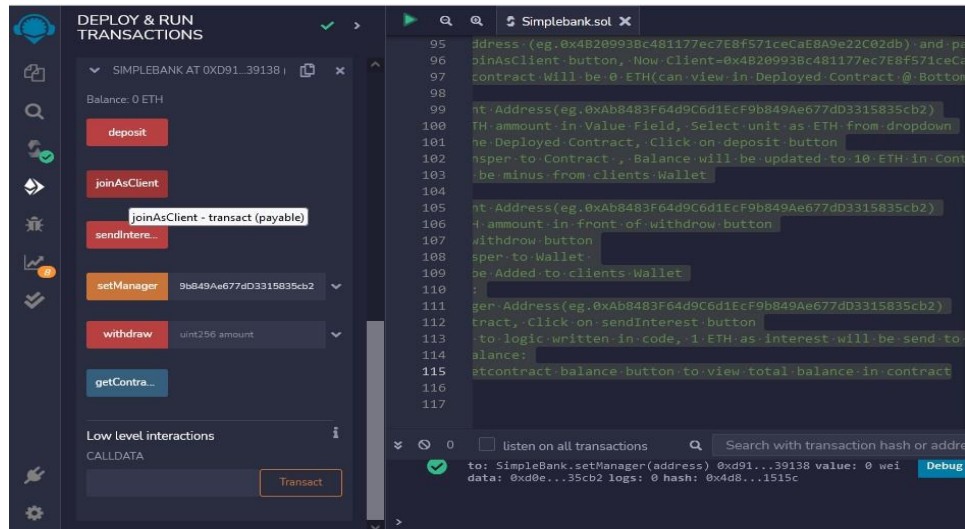 DEPLOY & RUN
TRANSACTIONS
SIMPLEBANK AT 0XD91...39138
Balance: 0 ETH
deposit
joinAsClient
joinAsClient - transact (payable)
sendIntere...
setManager 9b849Ae677dD3315835cb2
withdraw uint256 amount
getContra...
Low level interactions
CALLDATA
Transact
8
Simplebank.sol
95 ddress (eg.0x4B20993Bc481177ec7E8f571ceCaE8A9e22C02db) and pa
96 oinAsClient button, Now Client=0x4B20993Bc481177ec7E8f571ceCa
97 contract Will be 0 ETH(can view in Deployed Contract @ Bottom
98
99 nt Address(eg.0xAb8483F64d9C6d1EcF9b849Ae677dD3315835cb2)
100 TH ammount in Value Field, Select unit as ETH from dropdown
101 he Deployed Contract, Click on deposit button
102 nsper to Contract , Balance will be updated to 10 ETH in Cont
103 be minus from clients Wallet
104
105 nt Address(eg.0xAb8483F64d9C6d1EcF9b849Ae677dD3315835cb2)
106 H ammount in front of withdrow button
107 withdrow button
108 sper to Wallet
109 be Added to clients Wallet
110 :
111 ger Address(eg.0xAb8483F64d9C6d1EcF9b849Ae677dD3315835cb2)
112 tract, Click on sendInterest button
113 to logic written in code, 1 ETH as interest will be send to
114 alance:
115 etcontract balance button to view total balance in contract
116
117
0 listen on all transactions Search with transaction hash or addre
to: SimpleBank.setManager(address) 0xd91...39138 value: 0 wei Debug
data: 0xd0e...35cb2 logs: 0 hash: 0x4d8...1515c
>